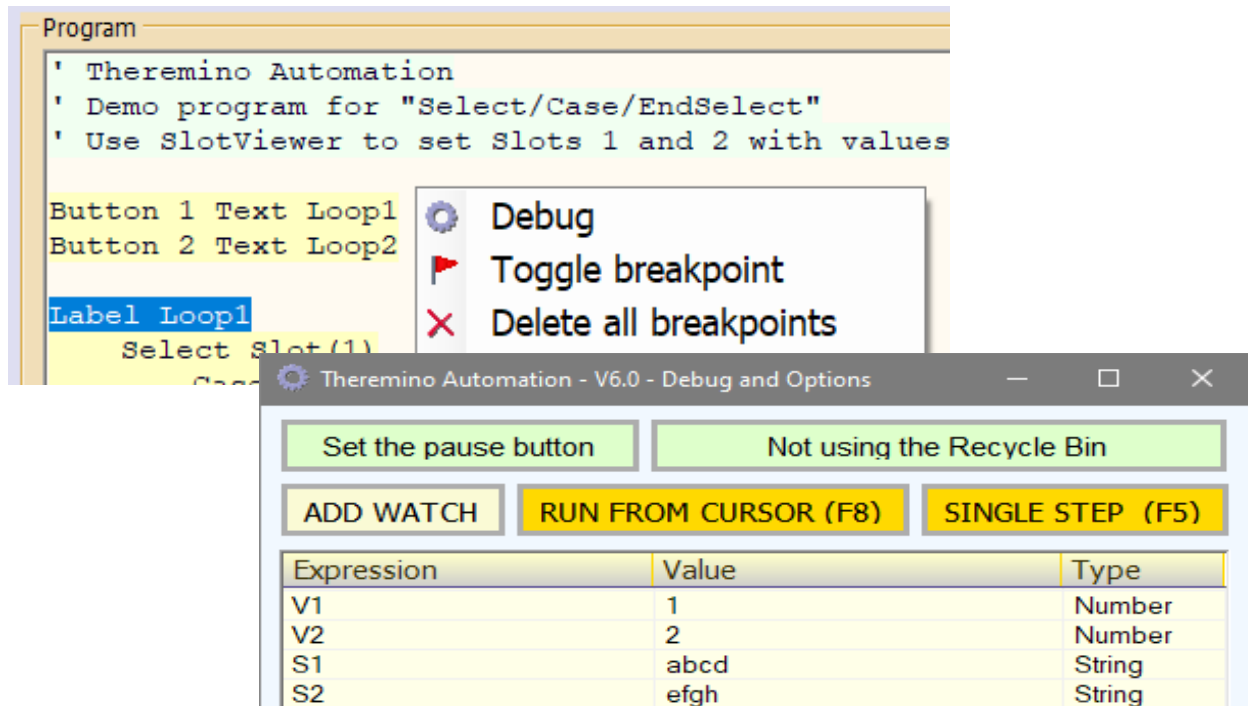 Program
' Theremino Automation
' Demo program for "Select/Case/EndSelect"
' Use SlotViewer to set Slots 1 and 2 with values
Button 1 Text Loop1
Button 2 Text Loop2
Label Loop1
Select Slot(1)
Case
Debug
Toggle breakpoint
Delete all breakpoints
Theremino Automation - V6.0 - Debug and Options
Set the pause button
Not using the Recycle Bin
ADD WATCH
RUN FROM CURSOR (F8)
SINGLE STEP (F5)
Expression Value Type
V1 1 Number
V2 2 Number
S1 abcd String
S2 efgh String